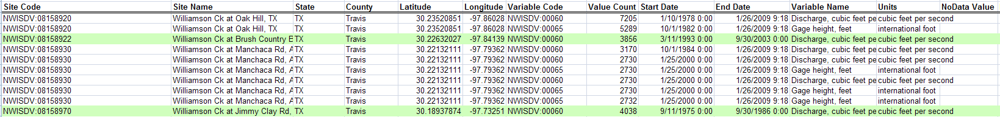 Site Code Site Name State County Latitude Longitude Variable Code Value Count Start Date End Date Variable Name Units NoData Value
NWISDV:08158920 Williamson Ck at Oak Hill, TX TX Travis 30.23520851 -97.86028 NWISDV:00060 7205 1/10/1978 0:00 1/26/2009 9:18 Discharge, cubic feet pe cubic feet per second
NWISDV:08158920 Williamson Ck at Oak Hill, TX TX Travis 30.23520851 -97.86028 NWISDV:00065 5289 10/1/1982 0:00 1/26/2009 9:18 Gage height, feet international foot
NWISDV:08158922 Williamson Ck at Brush Country E TX Travis 30.22632027 -97.84139 NWISDV:00060 3856 3/11/1993 0:00 9/30/2003 0:00 Discharge, cubic feet pe cubic feet per second
NWISDV:08158930 Williamson Ck at Manchaca Rd, A TX Travis 30.22132111 -97.79362 NWISDV:00060 3170 10/1/1984 0:00 1/26/2009 9:18 Discharge, cubic feet pe cubic feet per second
NWISDV:08158930 Williamson Ck at Manchaca Rd, A TX Travis 30.22132111 -97.79362 NWISDV:00060 2730 1/25/2000 0:00 1/26/2009 9:18 Discharge, cubic feet pe cubic feet per second
NWISDV:08158930 Williamson Ck at Manchaca Rd, A TX Travis 30.22132111 -97.79362 NWISDV:00065 2730 1/25/2000 0:00 1/26/2009 9:18 Gage height, feet international foot
NWISDV:08158930 Williamson Ck at Manchaca Rd, A TX Travis 30.22132111 -97.79362 NWISDV:00060 2730 1/25/2000 0:00 1/26/2009 9:18 Discharge, cubic feet pe cubic feet per second
NWISDV:08158930 Williamson Ck at Manchaca Rd, A TX Travis 30.22132111 -97.79362 NWISDV:00065 2730 1/25/2000 0:00 1/26/2009 9:18 Gage height, feet international foot
NWISDV:08158930 Williamson Ck at Manchaca Rd, A TX Travis 30.22132111 -97.79362 NWISDV:00065 2732 1/25/2000 0:00 1/26/2009 9:18 Gage height, feet international foot
NWISDV:08158970 Williamson Ck at Jimmy Clay Rd, TX Travis 30.18937874 -97.73251 NWISDV:00060 4038 9/11/1975 0:00 9/30/1986 0:00 Discharge, cubic feet pe cubic feet per second